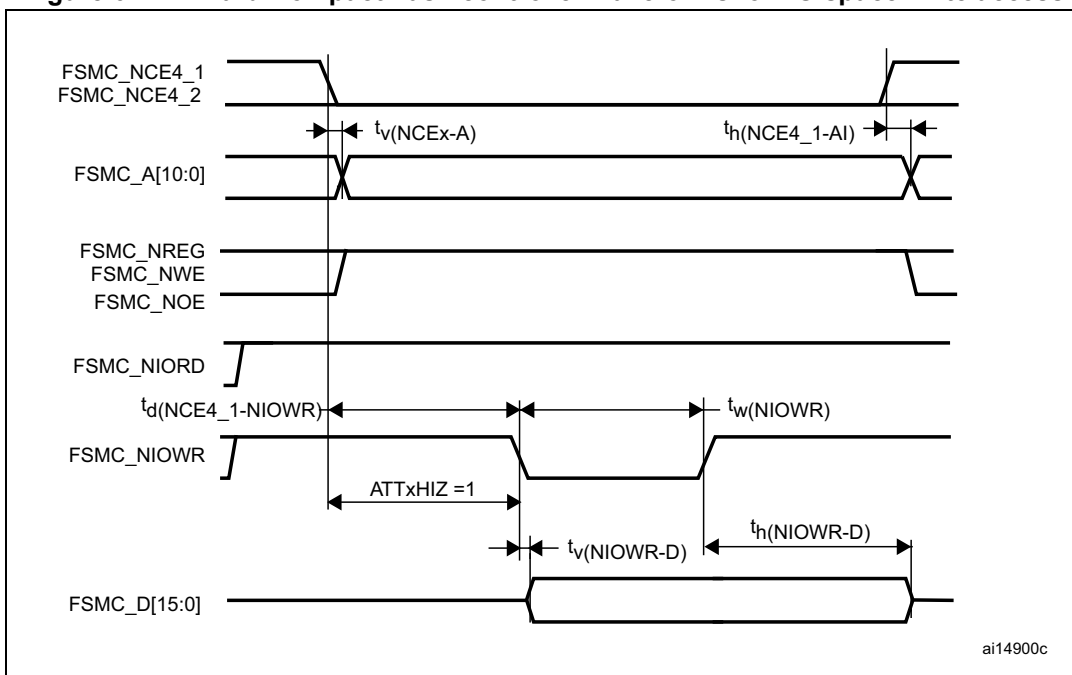 FSMC_NCE4_1
FSMC_NCE4_2
tv(NCEx-A)
th(NCE4_1-AI)
FSMC_A[10:0]
FSMC_NREG
FSMC_NWE
FSMC_NOE
FSMC_NIORD
td(NCE4_1-NIOWR)
tw(NIOWR)
FSMC_NIOWR
ATTxHIZ =1
th(NIOWR-D)
tv(NIOWR-D)
FSMC_D[15:0]
ai14900c